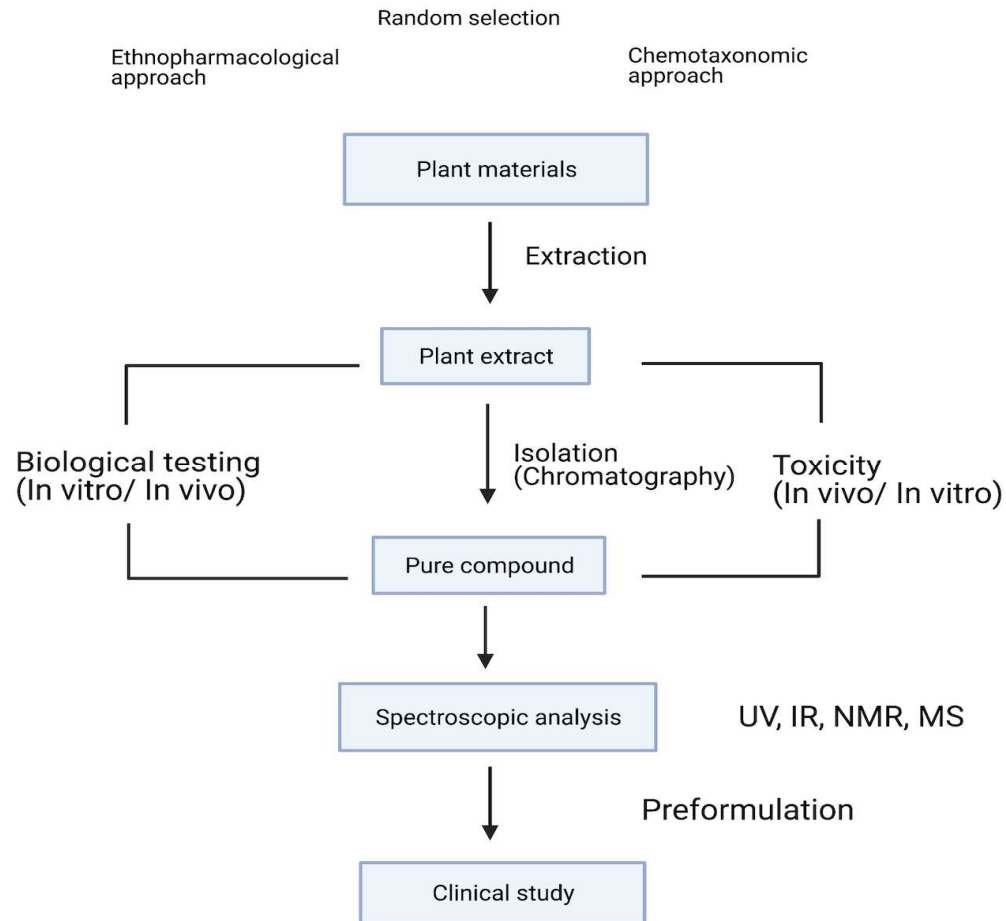 Random selection
Ethnopharmacological
approach
Chemotaxonomic
approach
Plant materials
Extraction
Plant extract
Biological testing
(In vitro/ In vivo)
Isolation
(Chromatography)
Toxicity
(In vivo/ In vitro)
Pure compound
Spectroscopic analysis
UV, IR, NMR, MS
Preformulation
Clinical study